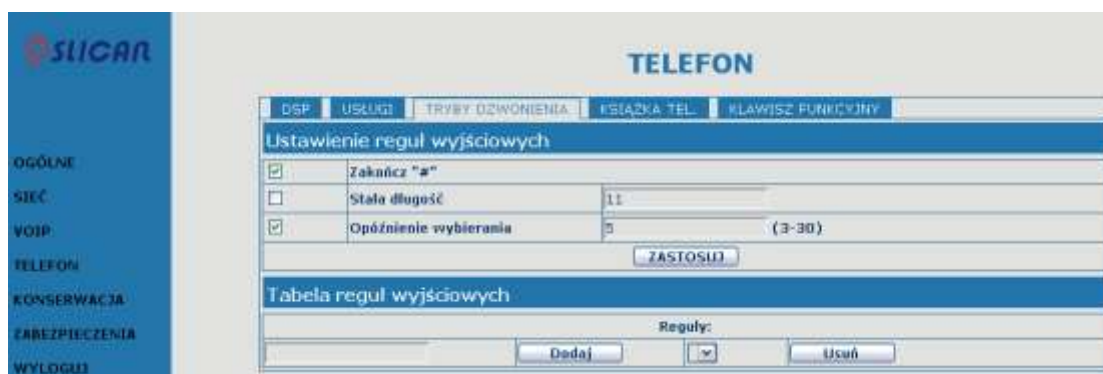 SLICAN
TELEFON
DSP USŁUGI TRYBY DZWONIENIA KSIĄŻKA TEL. KLAWISZ FUNKCYJNY
Ustawienie reguł wyjściowych
Zakończ "#"
Stała długość 11
Opóźnienie wybierania 5 (3-30)
ZASTOSUJ
Tabela reguł wyjściowych
Reguły:
Dodaj Usuń
OGÓLNE
SIEĆ
VOIP
TELEFON
KONSERWACJA
ZABEZPIECZENIA
WYLOGUJ